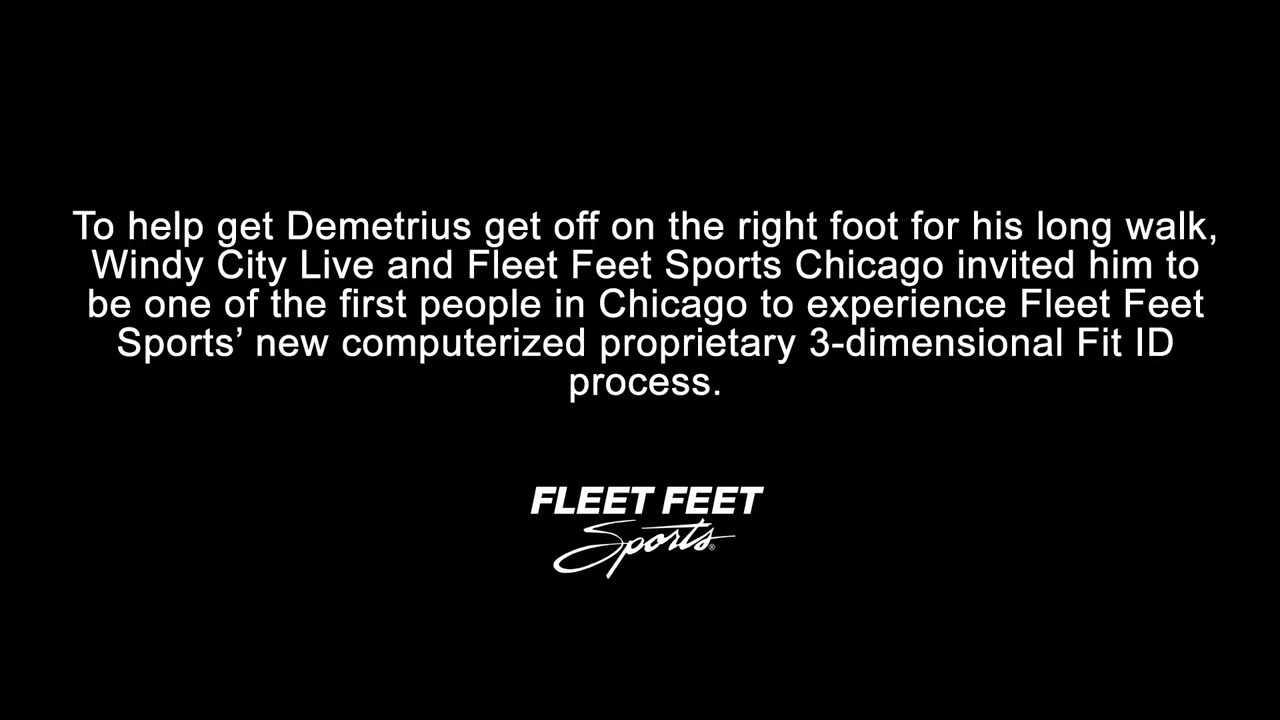 To help get Demetrius get off on the right foot for his long walk,
Windy City Live and Fleet Feet Sports Chicago invited him to
be one of the first people in Chicago to experience Fleet Feet
Sports’ new computerized proprietary 3-dimensional Fit ID
process.
FLEET FEET
Sports®